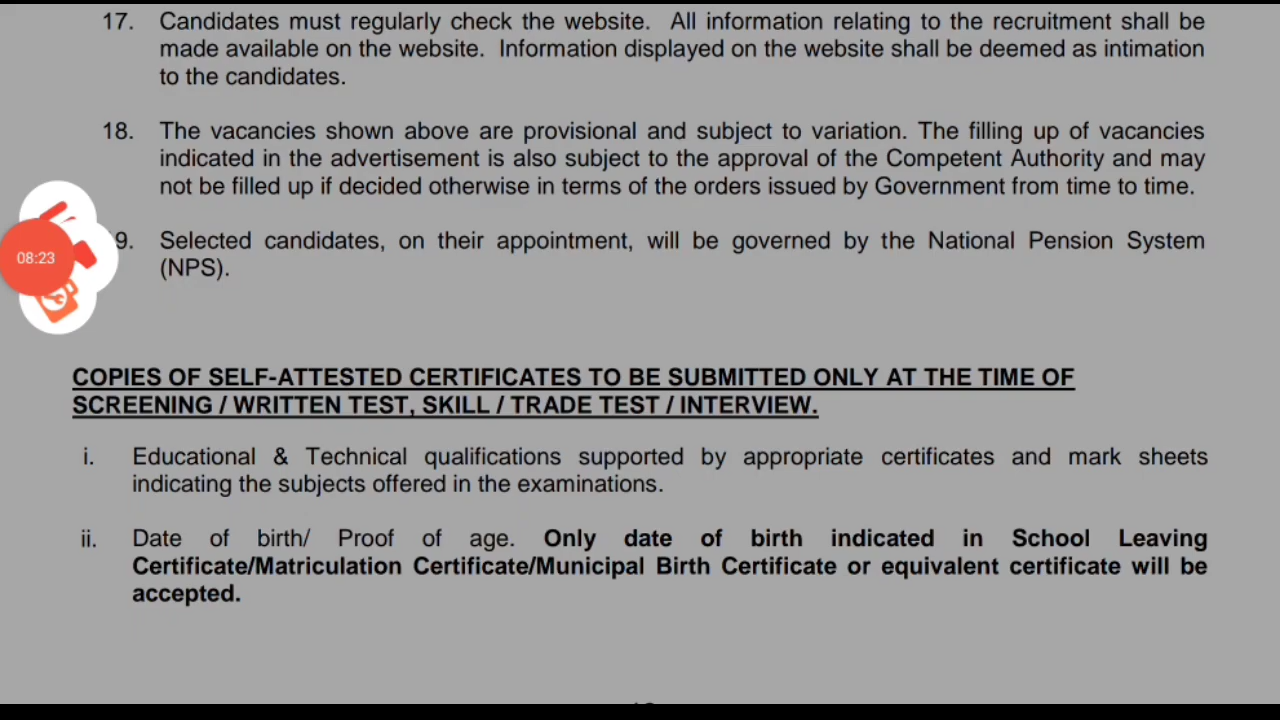 17. Candidates must regularly check the website. All information relating to the recruitment shall be
made available on the website. Information displayed on the website shall be deemed as intimation
to the candidates.
18. The vacancies shown above are provisional and subject to variation. The filling up of vacancies
indicated in the advertisement is also subject to the approval of the Competent Authority and may
not be filled up if decided otherwise in terms of the orders issued by Government from time to time.
9. Selected candidates, on their appointment, will be governed by the National Pension System
(NPS).
08:23
COPIES OF SELF-ATTESTED CERTIFICATES TO BE SUBMITTED ONLY AT THE TIME OF
SCREENING / WRITTEN TEST, SKILL / TRADE TEST / INTERVIEW.
i. Educational & Technical qualifications supported by appropriate certificates and mark sheets
indicating the subjects offered in the examinations.
ii. Date of birth/ Proof of age. Only date of birth indicated in School Leaving
Certificate/Matriculation Certificate/Municipal Birth Certificate or equivalent certificate will be
accepted.